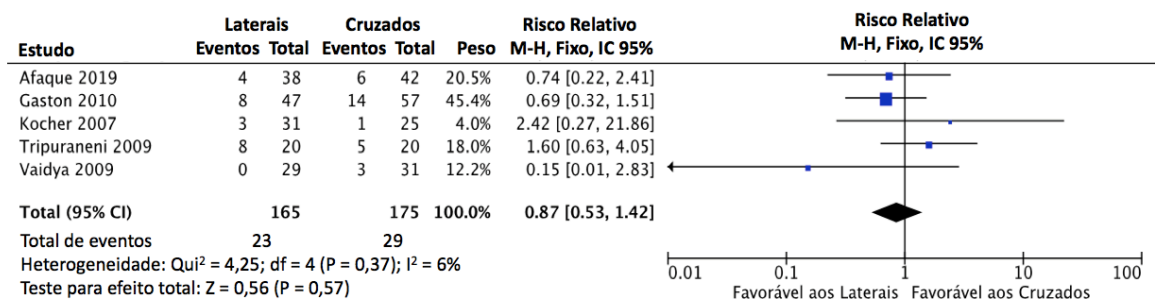 Laterais Cruzados Risco Relativo Risco Relativo
Estudo Eventos Total Eventos Total Peso M-H, Fixo, IC 95% M-H, Fixo, IC 95%
Afaque 2019 4 38 6 42 20.5% 0.74 [0.22, 2.41]
Gaston 2010 8 47 14 57 45.4% 0.69 [0.32, 1.51]
Kocher 2007 3 31 1 25 4.0% 2.42 [0.27, 21.86]
Tripuraneni 2009 8 20 5 20 18.0% 1.60 [0.63, 4.05]
Vaidya 2009 0 29 3 31 12.2% 0.15 [0.01, 2.83]
Total (95% CI) 165 175 100.0% 0.87 [0.53, 1.42]
Total de eventos 23 29
Heterogeneidade: Qui² = 4,25; df = 4 (P = 0,37); I² = 6%
Teste para efeito total: Z = 0,56 (P = 0,57)
0.01 0.1 1 10 100
Favorável aos Laterais Favorável aos Cruzados